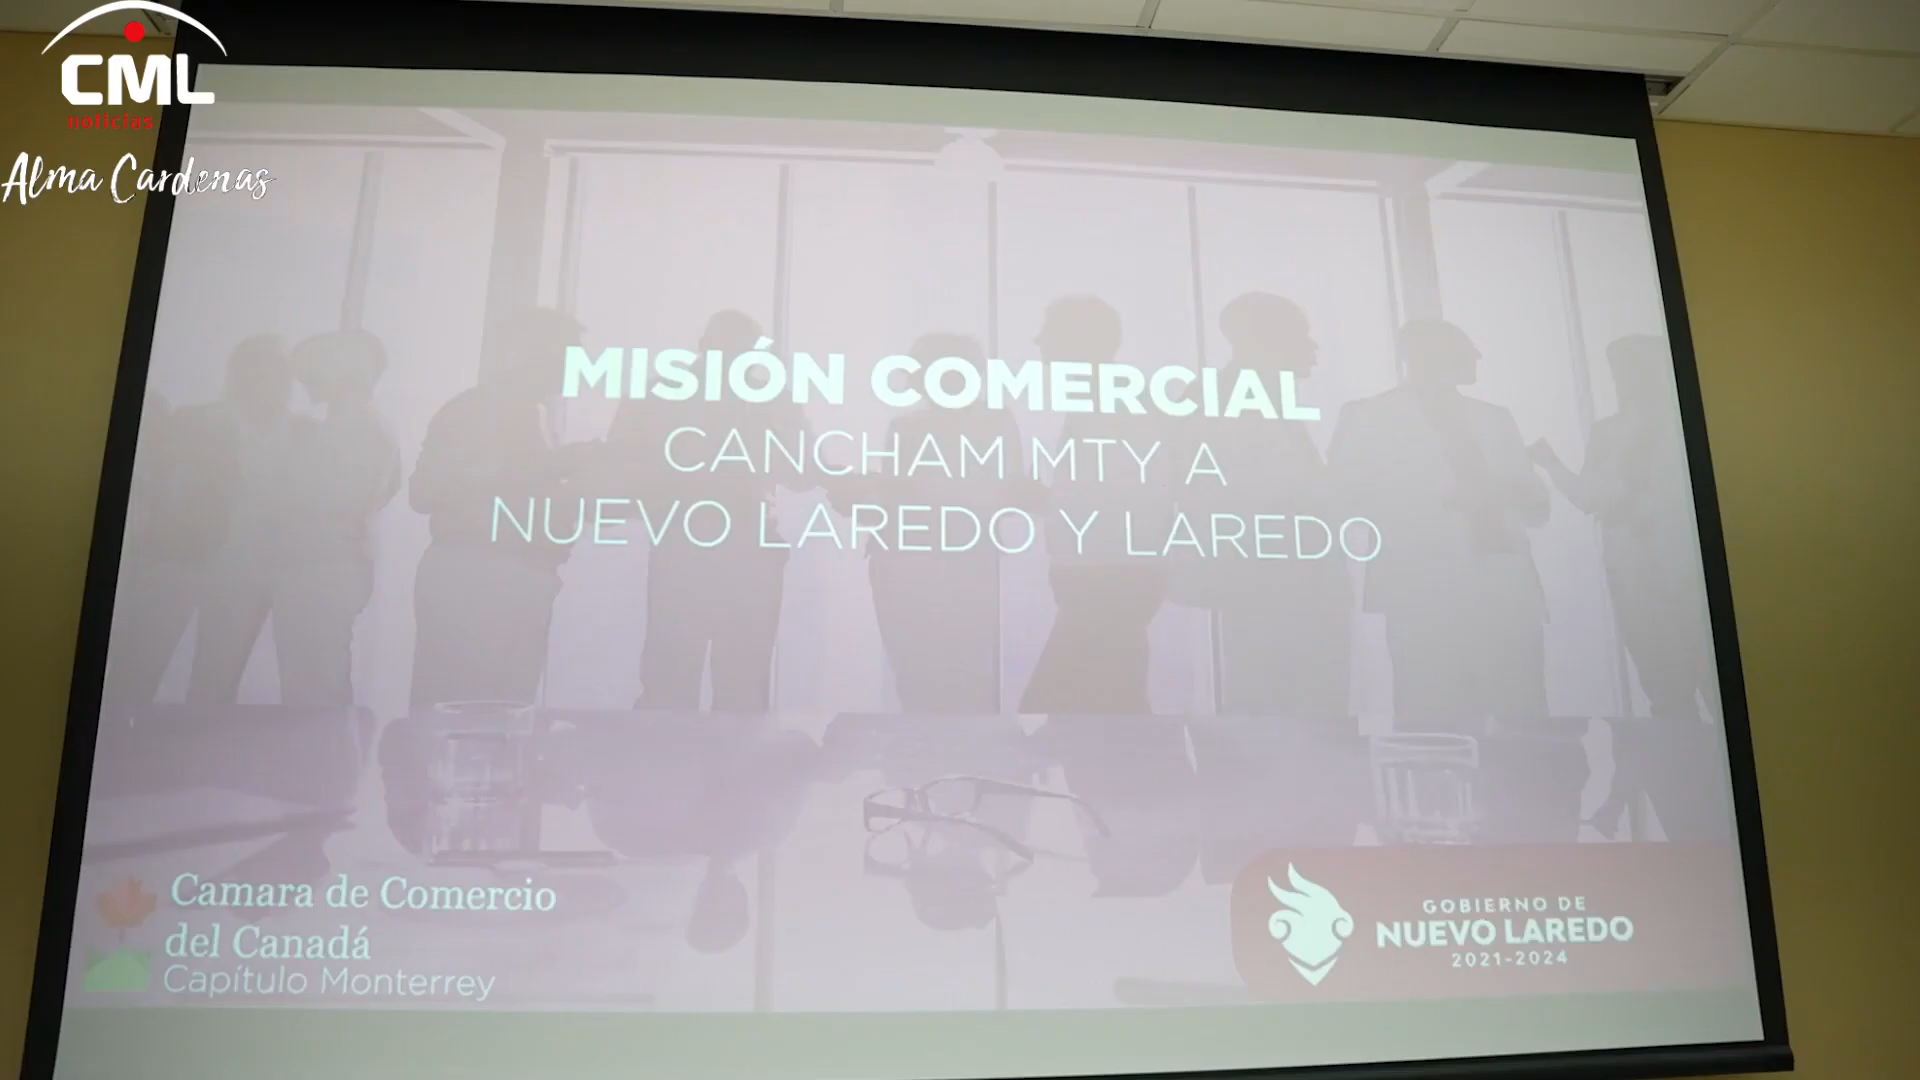 CML
noticias
Alma Cardenas
MISIÓN COMERCIAL
CANCHAM MTY A
NUEVO LAREDO Y LAREDO
Camara de Comercio
del Canadá
Capítulo Monterrey
GOBIERNO DE
NUEVO LAREDO
2021-2024